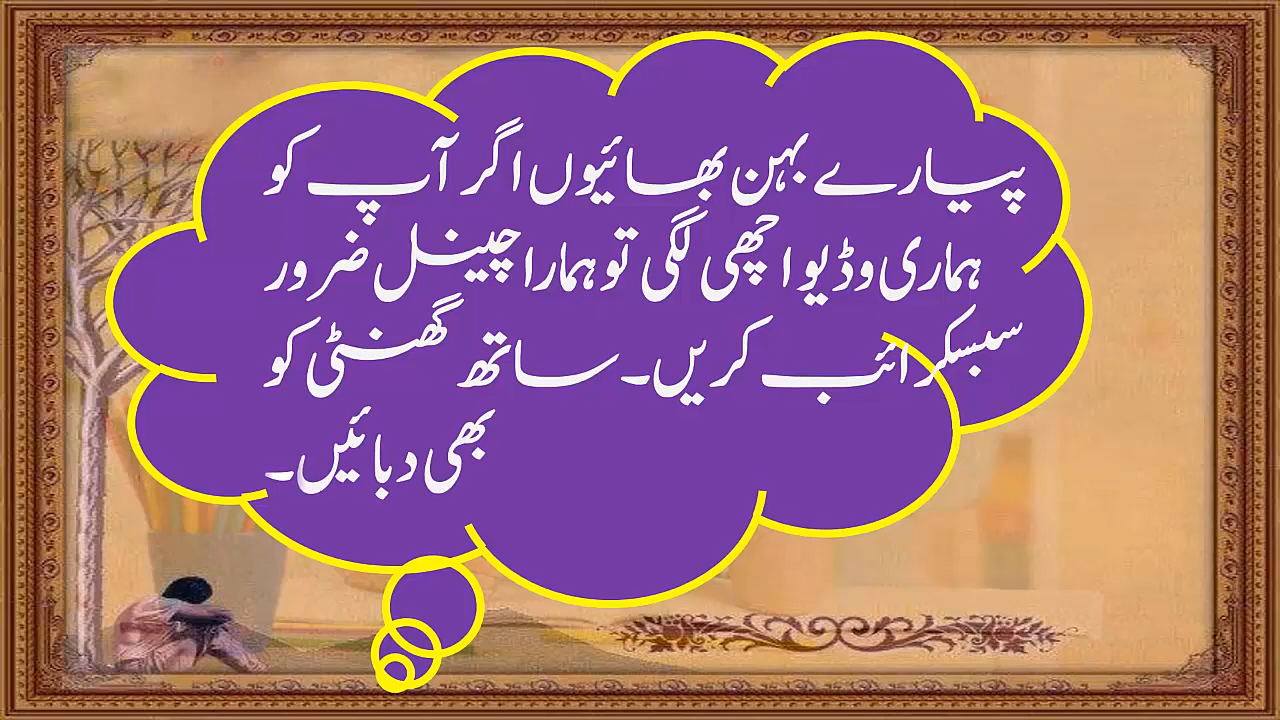 پیارے بہن بھائیوں اگر آپ کو
ہماری وڈیو اچھی لگی تو ہمارا چینل ضرور
سبسکرائب کریں۔ ساتھ گھنٹی کو
بھی دبائیں۔